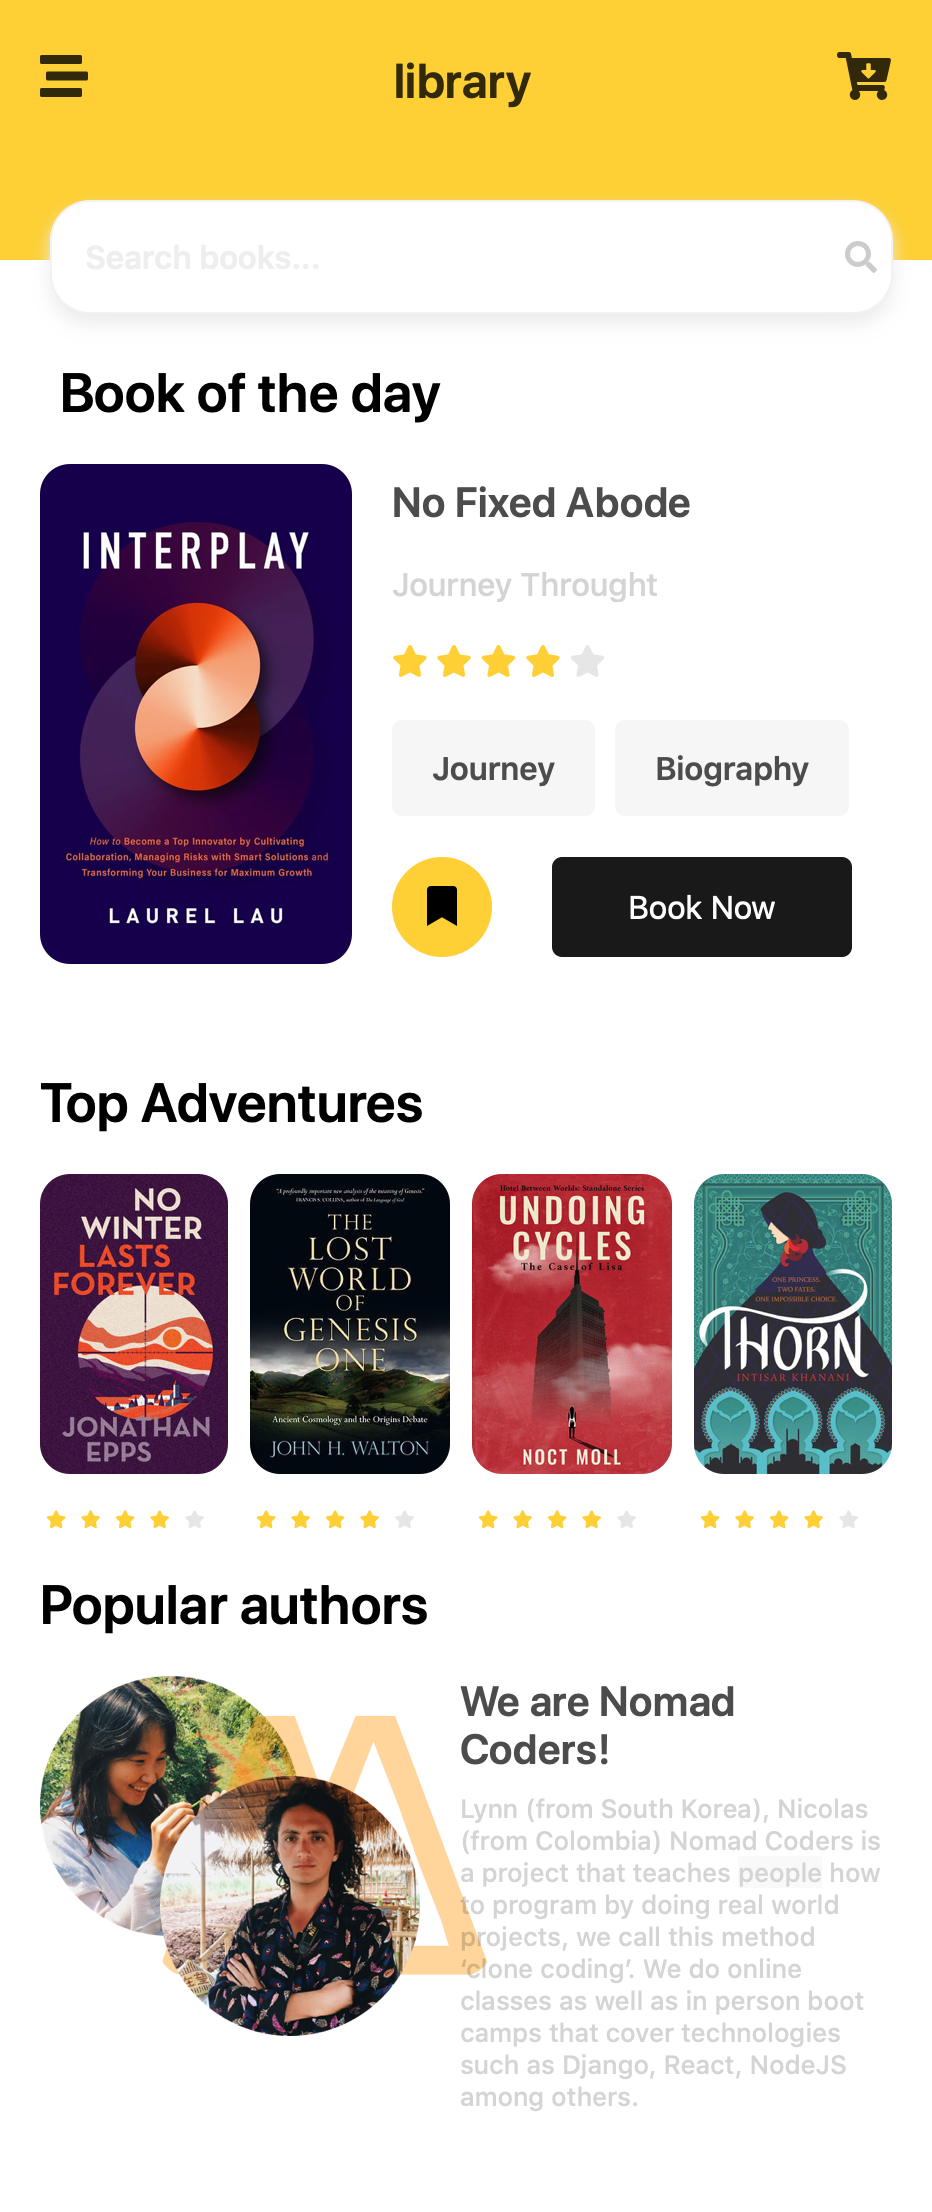 library
Search books...
Book of the day
INTERPLAY
How to Become a Top Innovator by Cultivating
Collaboration, Managing Risks with Smart Solutions and
Transforming Your Business for Maximum Growth
LAUREL LAU
No Fixed Abode
Journey Throught
Journey
Biography
Book Now
Top Adventures
NO
WINTER
LASTS
FOREVER
JONATHAN
EPPS
"A profoundly important new analysis of the meaning of Genesis."
FRANCIS S. COLLINS, author of The Language of God
THE
LOST
WORLD
OF
GENESIS
ONE
Ancient Cosmology and the Origins Debate
JOHN H. WALTON
Hotel Between Worlds: Standalone Series
UNDOING
CYCLES
The Case of Lisa
NOCT MOLL
ONE PRINCESS.
TWO FATES.
ONE IMPOSSIBLE CHOICE.
THORN
INTISAR KHANANI
Popular authors
We are Nomad
Coders!
Lynn (from South Korea), Nicolas
(from Colombia) Nomad Coders is
a project that teaches people how
to program by doing real world
projects, we call this method
‘clone coding’. We do online
classes as well as in person boot
camps that cover technologies
such as Django, React, NodeJS
among others.